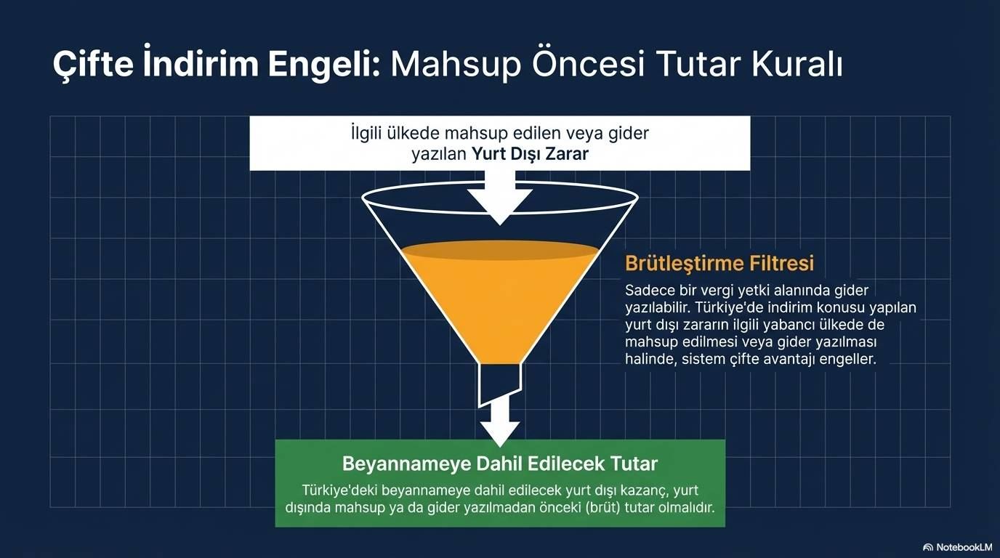 Çifte İndirim Engeli: Mahsup Öncesi Tutar Kuralı
İlgili ülkede mahsup edilen veya gider
yazılan Yurt Dışı Zarar
Brütleştirme Filtresi
Sadece bir vergi yetki alanında gider
yazılabilir. Türkiye'de indirim konusu yapılan
yurt dışı zararın ilgili yabancı ülkede de
mahsup edilmesi veya gider yazılması
halinde, sistem çifte avantajı engeller.
Beyannameye Dahil Edilecek Tutar
Türkiye'deki beyannameye dahil edilecek yurt dışı kazanç, yurt
dışında mahsup ya da gider yazılmadan önceki (brüt) tutar olmalıdır.
NotebookLM